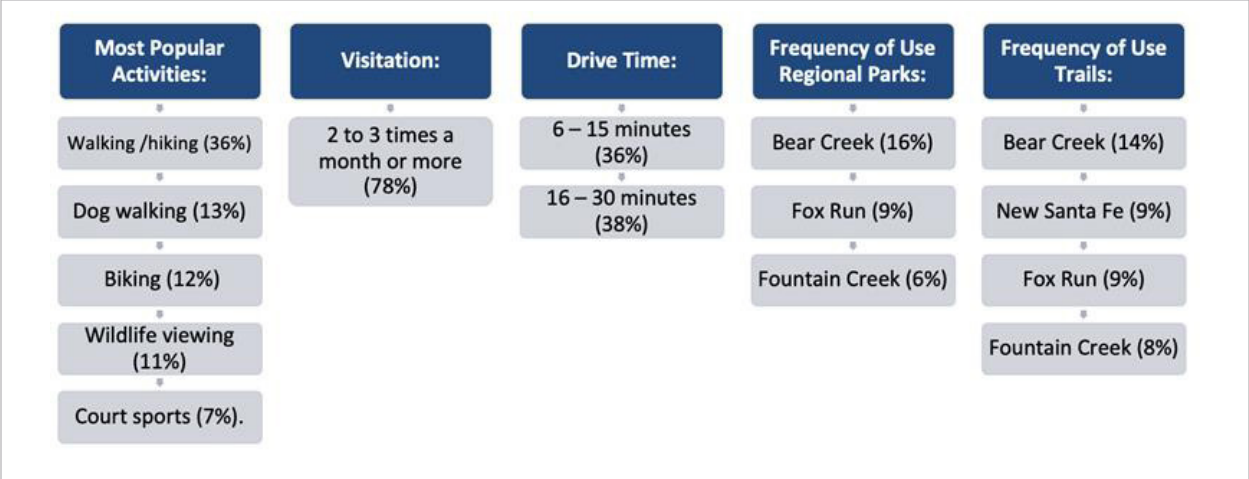 Most Popular
Activities:
Walking /hiking (36%)
Dog walking (13%)
Biking (12%)
Wildlife viewing
(11%)
Court sports (7%).
Visitation:
2 to 3 times a
month or more
(78%)
Drive Time:
6 – 15 minutes
(36%)
16 – 30 minutes
(38%)
Frequency of Use
Regional Parks:
Bear Creek (16%)
Fox Run (9%)
Fountain Creek (6%)
Frequency of Use
Trails:
Bear Creek (14%)
New Santa Fe (9%)
Fox Run (9%)
Fountain Creek (8%)